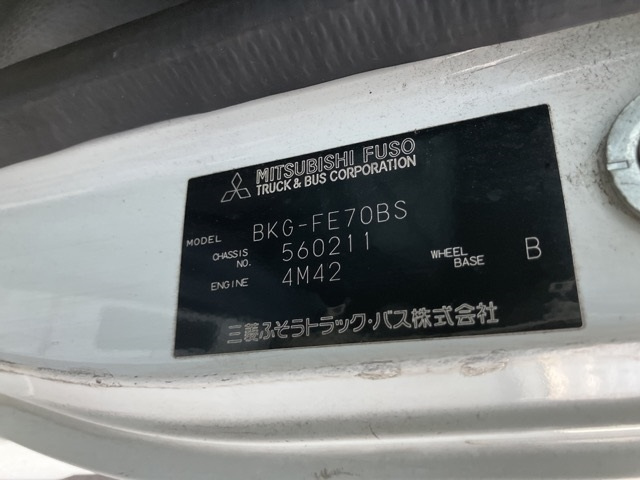 MITSUBISHI FUSO
TRUCK & BUS CORPORATION
MODEL BKG-FE70BS
CHASSIS NO. 560211 WHEEL BASE B
ENGINE 4M42
三菱ふそうトラック・バス株式会社